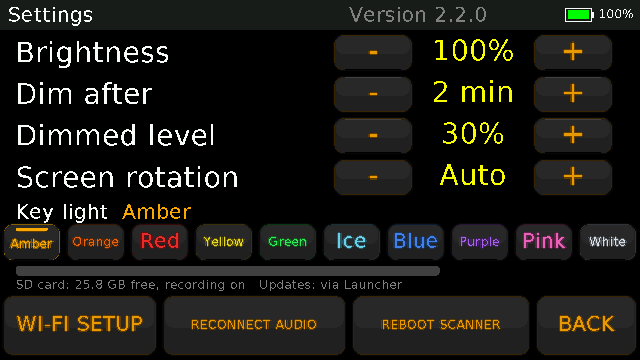 Settings Version 2.2.0 100%
Brightness - 100% +
Dim after - 2 min +
Dimmed level - 30% +
Screen rotation - Auto +
Key light Amber
Amber Orange Red Yellow Green Ice Blue Purple Pink White
SD card: 25.8 GB free, recording on Updates: via Launcher
WI-FI SETUP RECONNECT AUDIO REBOOT SCANNER BACK